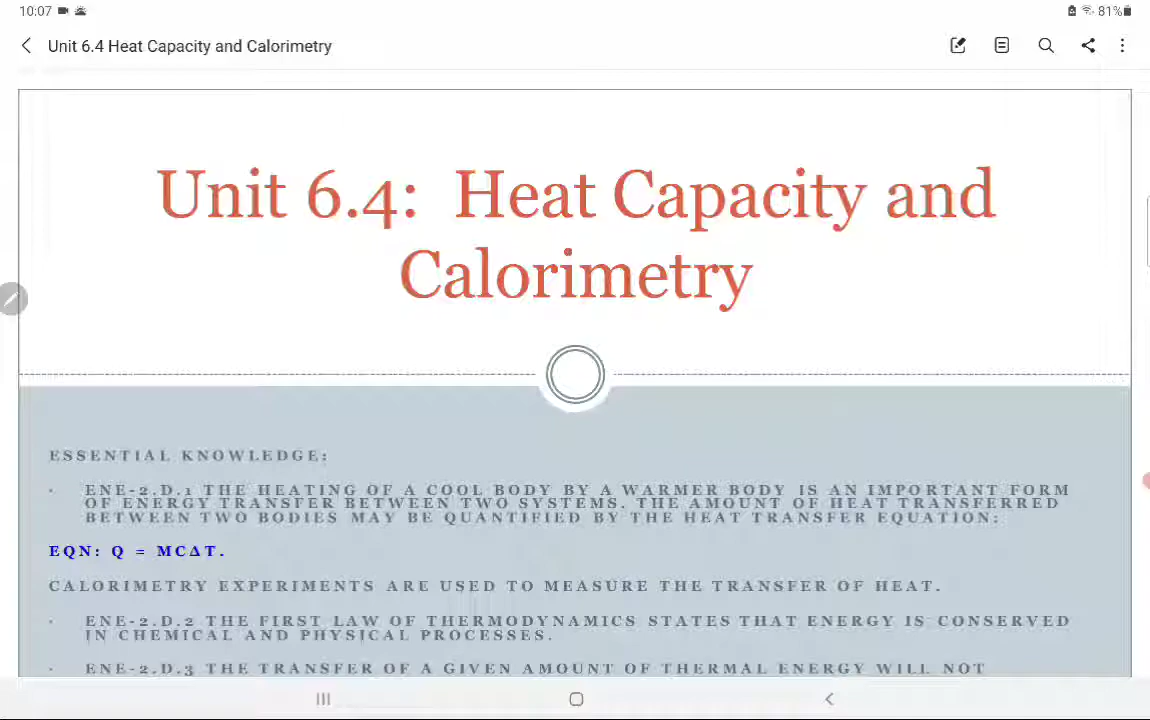 10:07
81%
Unit 6.4 Heat Capacity and Calorimetry
Unit 6.4: Heat Capacity and
Calorimetry
ESSENTIAL KNOWLEDGE:
· ENE-2.D.1 THE HEATING OF A COOL BODY BY A WARMER BODY IS AN IMPORTANT FORM
OF ENERGY TRANSFER BETWEEN TWO SYSTEMS. THE AMOUNT OF HEAT TRANSFERRED
BETWEEN TWO BODIES MAY BE QUANTIFIED BY THE HEAT TRANSFER EQUATION:
EQN: Q = MCΔT.
CALORIMETRY EXPERIMENTS ARE USED TO MEASURE THE TRANSFER OF HEAT.
· ENE-2.D.2 THE FIRST LAW OF THERMODYNAMICS STATES THAT ENERGY IS CONSERVED
IN CHEMICAL AND PHYSICAL PROCESSES.
· ENE-2.D.3 THE TRANSFER OF A GIVEN AMOUNT OF THERMAL ENERGY WILL NOT